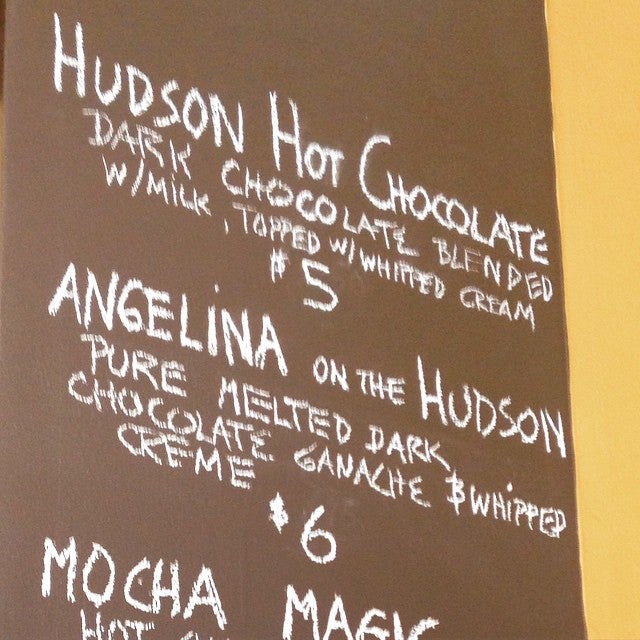 HUDSON HOT CHOCOLATE
DARK CHOCOLATE BLENDED
W/MILK, TOPPED W/ WHIPPED CREAM
$5
ANGELINA ON THE HUDSON
PURE MELTED DARK
CHOCOLATE GANACHE & WHIPPED
CREME
$6
MOCHA MAGIC
HOT